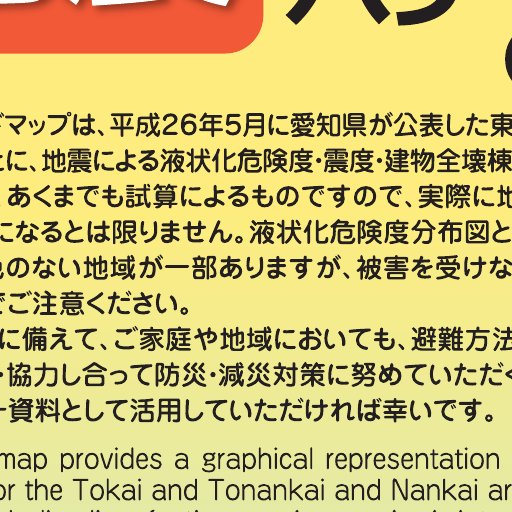 ドマップは、平成26年5月に愛知県が公表した東
とに、地震による液状化危険度・震度・建物全壊棟
、あくまでも試算によるものですので、実際に地
になるとは限りません。液状化危険度分布図と
色のない地域が一部ありますが、被害を受けな
でご注意ください。
に備えて、ご家庭や地域においても、避難方法
・協力し合って防災・減災対策に努めていただく
一資料として活用していただければ幸いです。
map provides a graphical representation
or the Tokai and Tonankai and Nankai ar